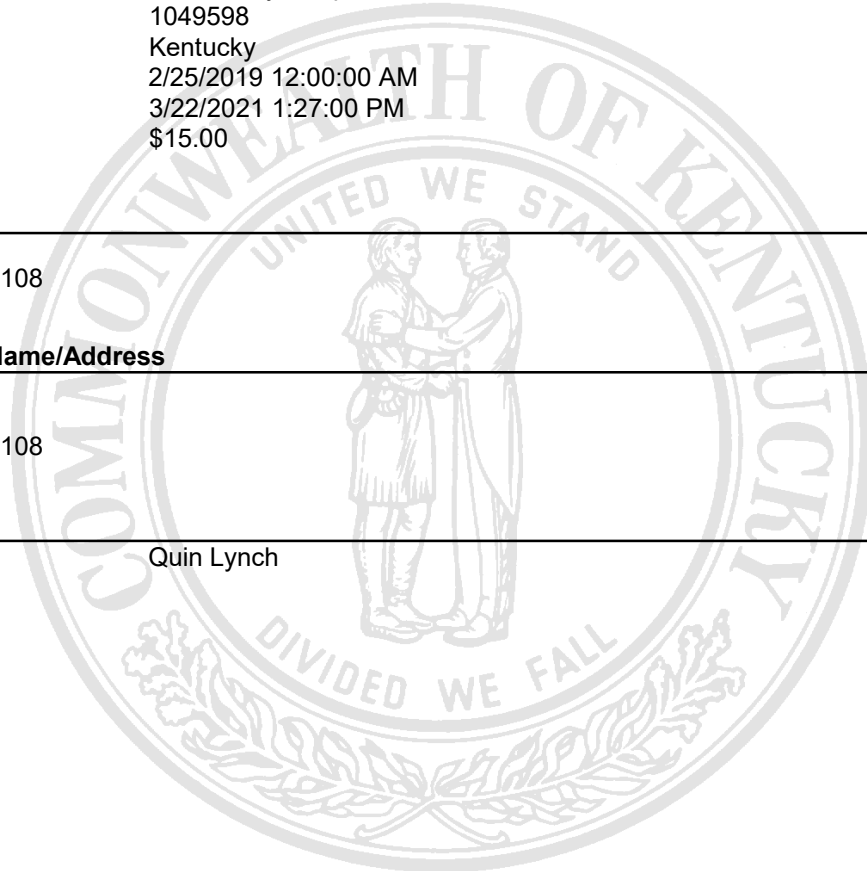 1049598
Kentucky
2/25/2019 12:00:00 AM
3/22/2021 1:27:00 PM
$15.00
108
Name/Address
108
Quin Lynch
COMMONWEALTH OF KENTUCKY
UNITED WE STAND
DIVIDED WE FALL